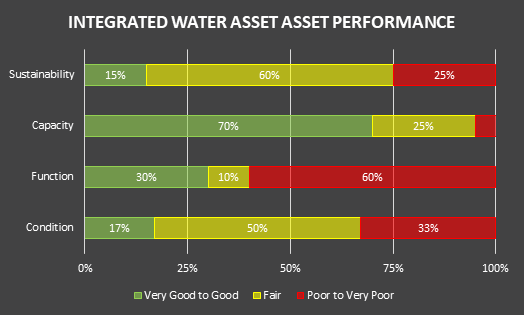 INTEGRATED WATER ASSET ASSET PERFORMANCE
Sustainability 15% 60% 25%
Capacity 70% 25%
Function 30% 10% 60%
Condition 17% 50% 33%
0% 25% 50% 75% 100%
Very Good to Good Fair Poor to Very Poor